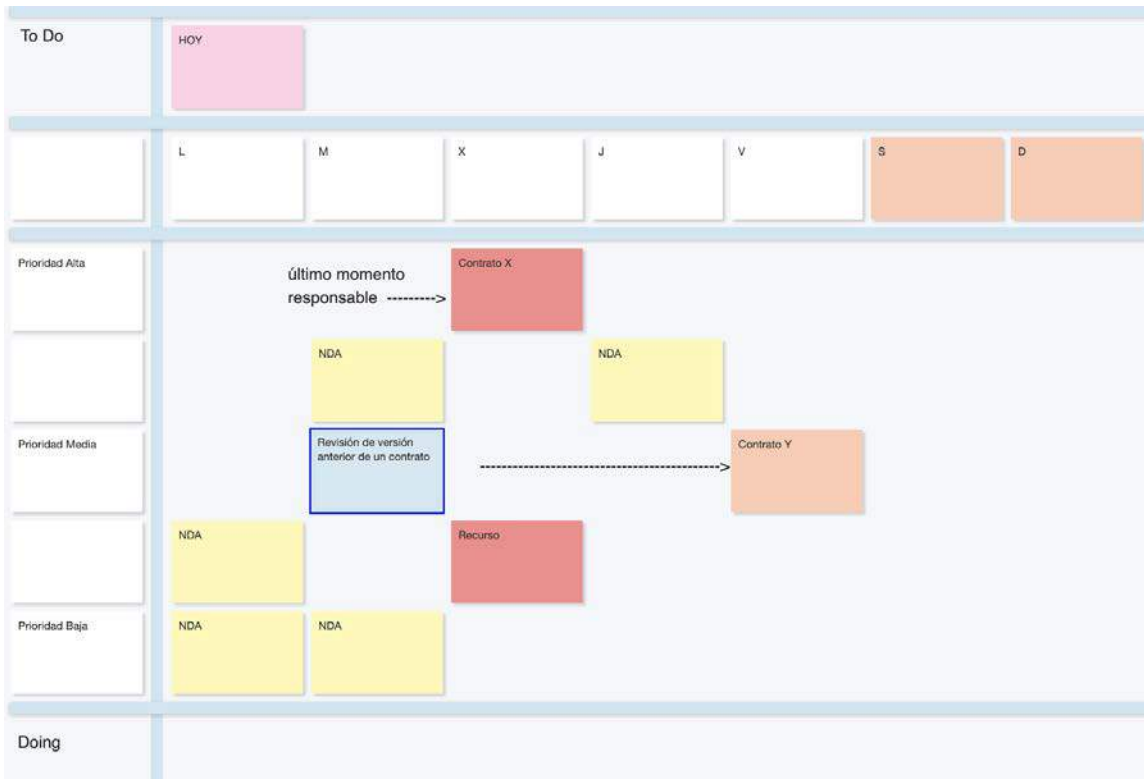 To Do
HOY
L
M
X
J
V
S
D
Prioridad Alta
último momento
responsable --------->
Contrato X
NDA
NDA
Prioridad Media
Revisión de versión
anterior de un contrato
------------------------------------------->
Contrato Y
NDA
Recurso
Prioridad Baja
NDA
NDA
Doing